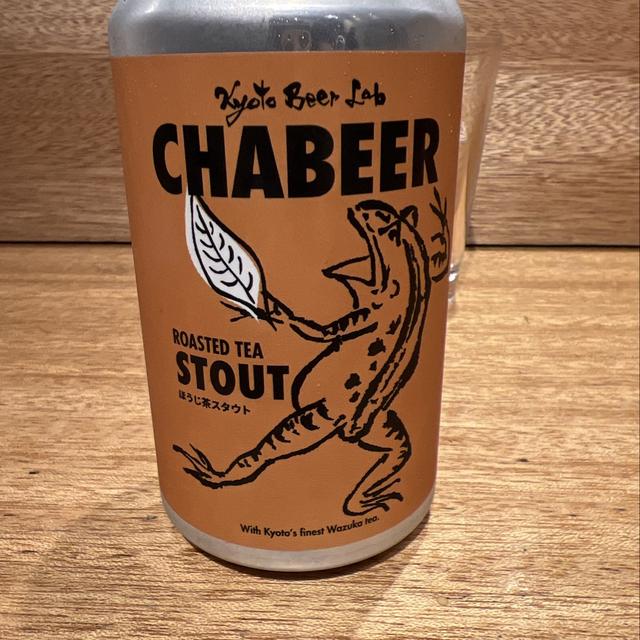 Kyoto Beer Lab
CHABEER
ROASTED TEA
STOUT
ほうじ茶スタウト
With Kyoto's finest Wazuka tea.